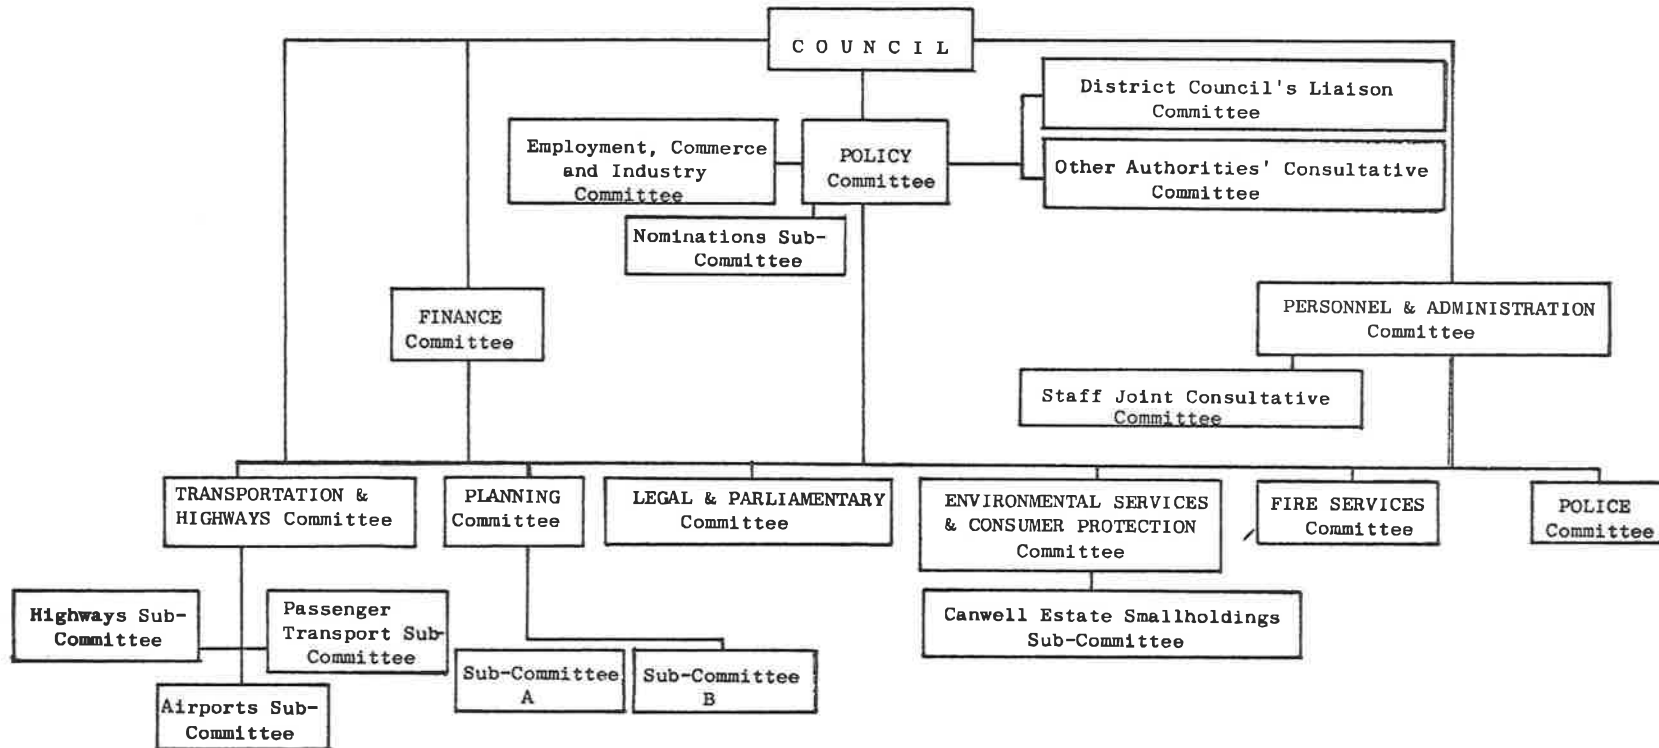 C O U N C I L
District Council's Liaison
Committee
Employment, Commerce
and Industry
Committee
POLICY
Committee
Other Authorities' Consultative
Committee
Nominations Sub-
Committee
FINANCE
Committee
PERSONNEL & ADMINISTRATION
Committee
Staff Joint Consultative
Committee
TRANSPORTATION &
HIGHWAYS Committee
PLANNING
Committee
LEGAL & PARLIAMENTARY
Committee
ENVIRONMENTAL SERVICES
& CONSUMER PROTECTION
Committee
FIRE SERVICES
Committee
POLICE
Committee
Highways Sub-
Committee
Passenger
Transport Sub-
Committee
Airports Sub-
Committee
Sub-Committee
A
Sub-Committee
B
Canwell Estate Smallholdings
Sub-Committee